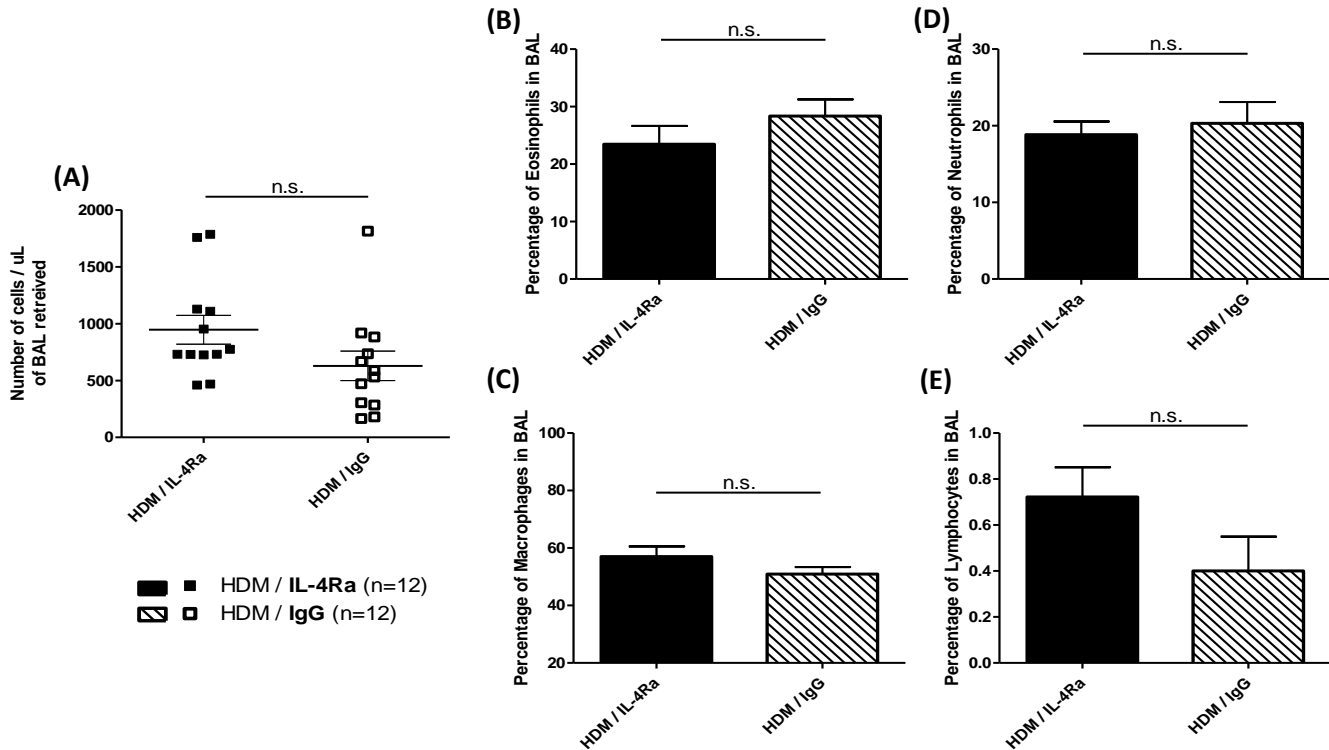 (A)
n.s.
Number of cells / uL
of BAL retreived
2000
1500
1000
500
0
HDM / IL-4Ra
HDM / IgG
HDM / IL-4Ra (n=12)
HDM / IgG (n=12)
(B)
n.s.
Percentage of Eosinophils in BAL
40
30
20
10
0
HDM / IL-4Ra
HDM / IgG
(C)
n.s.
Percentage of Macrophages in BAL
100
80
60
40
20
HDM / IL-4Ra
HDM / IgG
(D)
n.s.
Percentage of Neutrophils in BAL
30
20
10
0
HDM / IL-4Ra
HDM / IgG
(E)
n.s.
Percentage of Lymphocytes in BAL
1.0
0.8
0.6
0.4
0.2
0.0
HDM / IL-4Ra
HDM / IgG